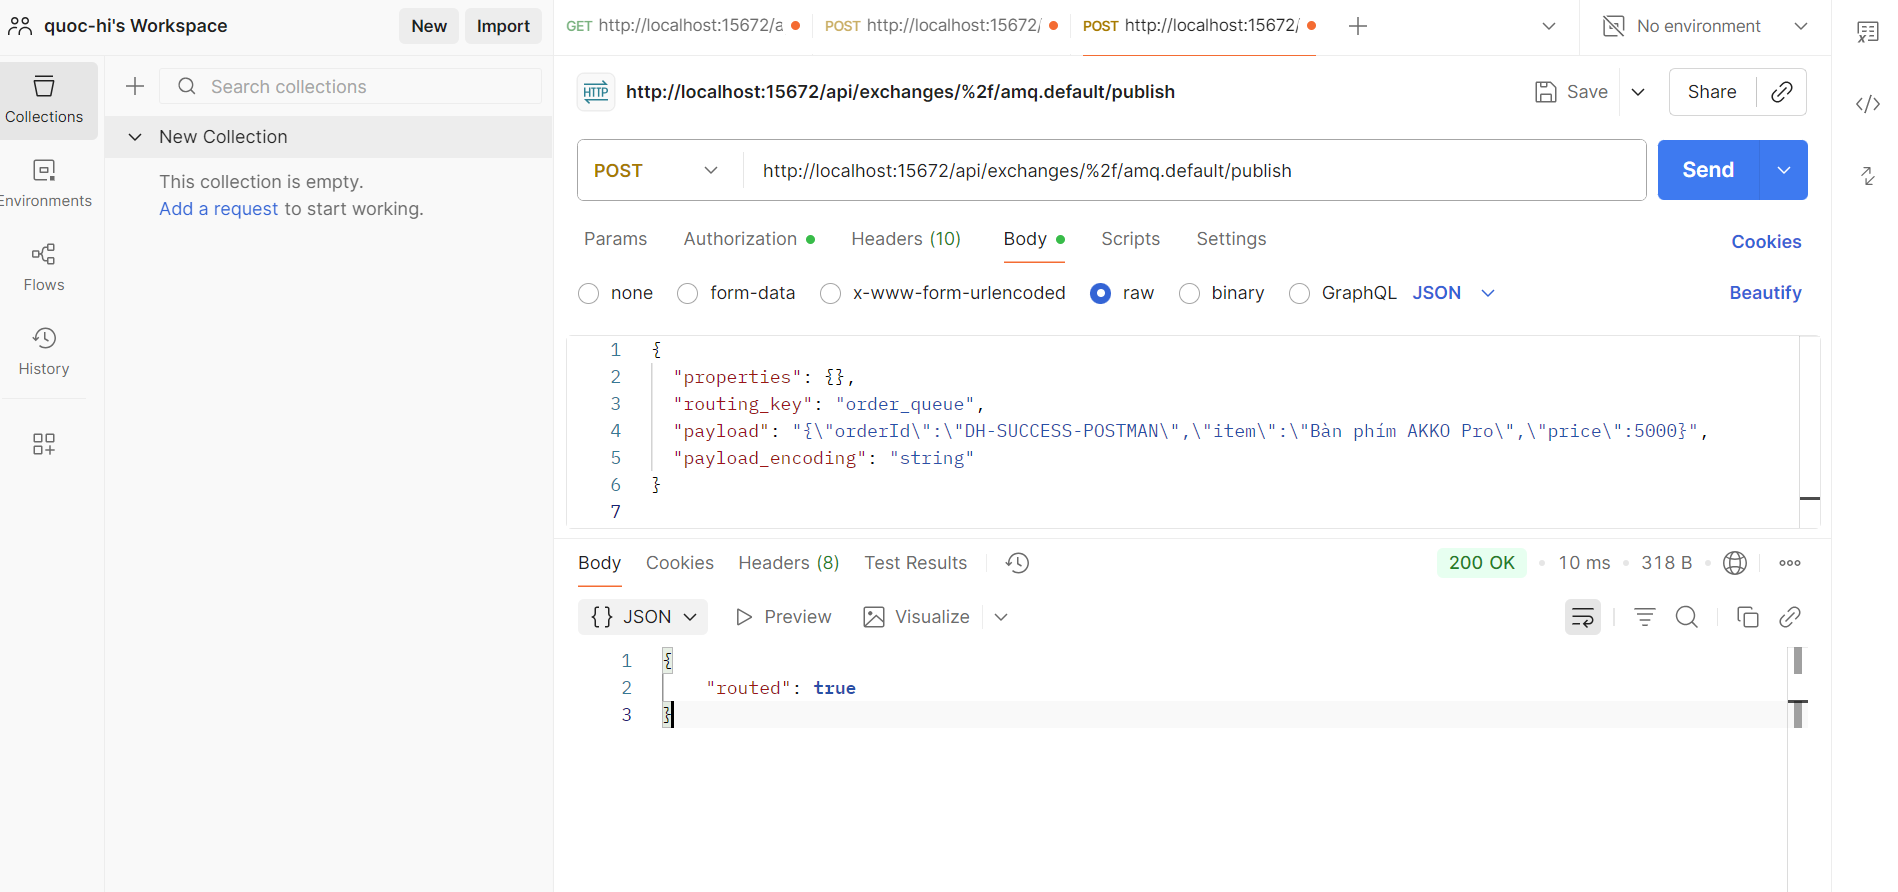 quoc-hi's Workspace
New
Import
GET http://localhost:15672/a
POST http://localhost:15672/
POST http://localhost:15672/
No environment
Collections
Environments
Flows
History
Search collections
New Collection
This collection is empty.
Add a request to start working.
HTTP
http://localhost:15672/api/exchanges/%2f/amq.default/publish
Save
Share
POST
http://localhost:15672/api/exchanges/%2f/amq.default/publish
Send
Params
Authorization
Headers (10)
Body
Scripts
Settings
Cookies
none
form-data
x-www-form-urlencoded
raw
binary
GraphQL
JSON
Beautify
1 {
2 "properties": {},
3 "routing_key": "order_queue",
4 "payload": "{\"orderId\":\"DH-SUCCESS-POSTMAN\",\"item\":\"Bàn phím AKKO Pro\",\"price\":5000}",
5 "payload_encoding": "string"
6 }
7
Body
Cookies
Headers (8)
Test Results
200 OK
10 ms
318 B
{} JSON
Preview
Visualize
1 {
2 "routed": true
3 }